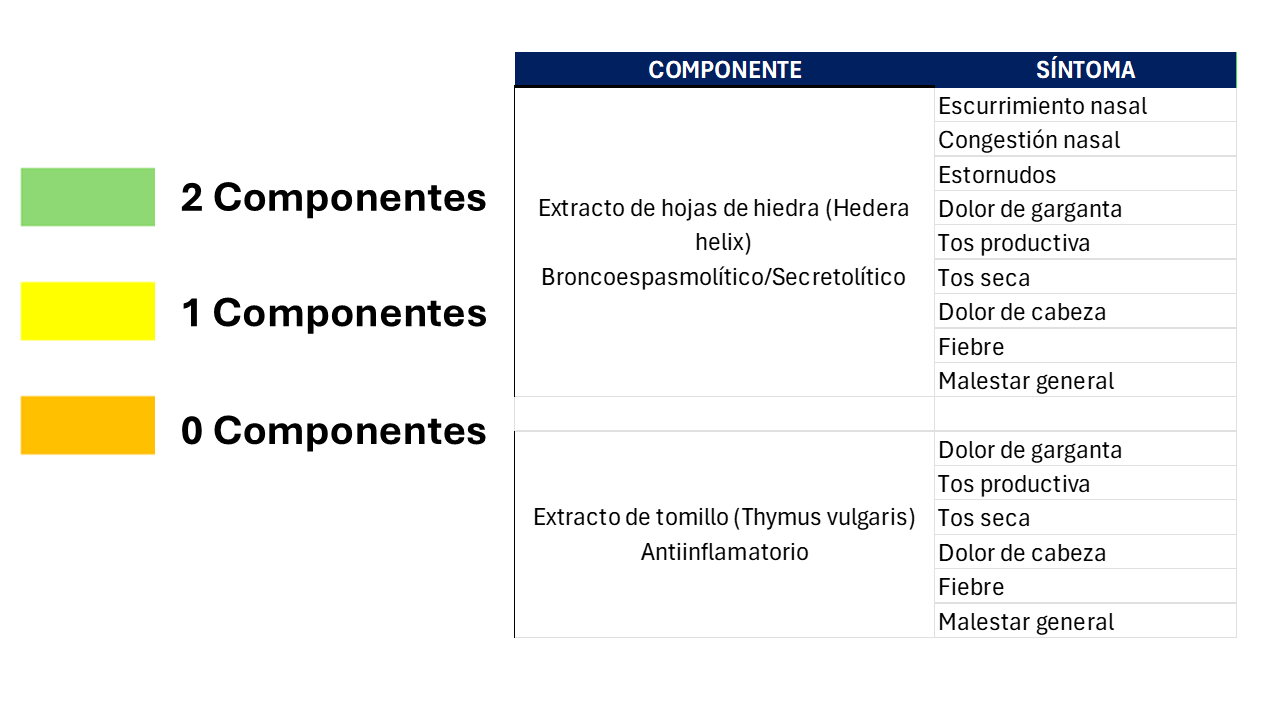 2 Componentes
1 Componentes
0 Componentes
COMPONENTE
SÍNTOMA
Extracto de hojas de hiedra (Hedera
helix)
Broncoespasmolítico/Secretolítico
Escurrimiento nasal
Congestión nasal
Estornudos
Dolor de garganta
Tos productiva
Tos seca
Dolor de cabeza
Fiebre
Malestar general
Extracto de tomillo (Thymus vulgaris)
Antiinflamatorio
Dolor de garganta
Tos productiva
Tos seca
Dolor de cabeza
Fiebre
Malestar general